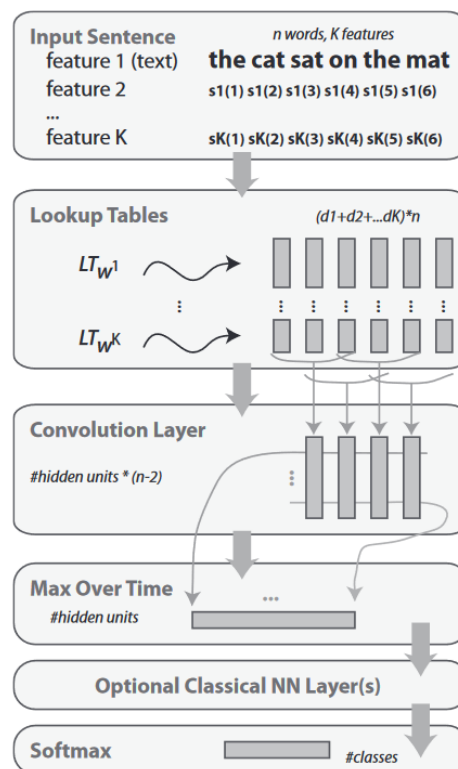 Input Sentence
n words, K features
feature 1 (text) the cat sat on the mat
feature 2 s1(1) s1(2) s1(3) s1(4) s1(5) s1(6)
...
feature K sK(1) sK(2) sK(3) sK(4) sK(5) sK(6)
Lookup Tables
(d1+d2+...dK)*n
LTW1
...
LTWK
Convolution Layer
#hidden units * (n-2)
Max Over Time
...
#hidden units
Optional Classical NN Layer(s)
Softmax
#classes